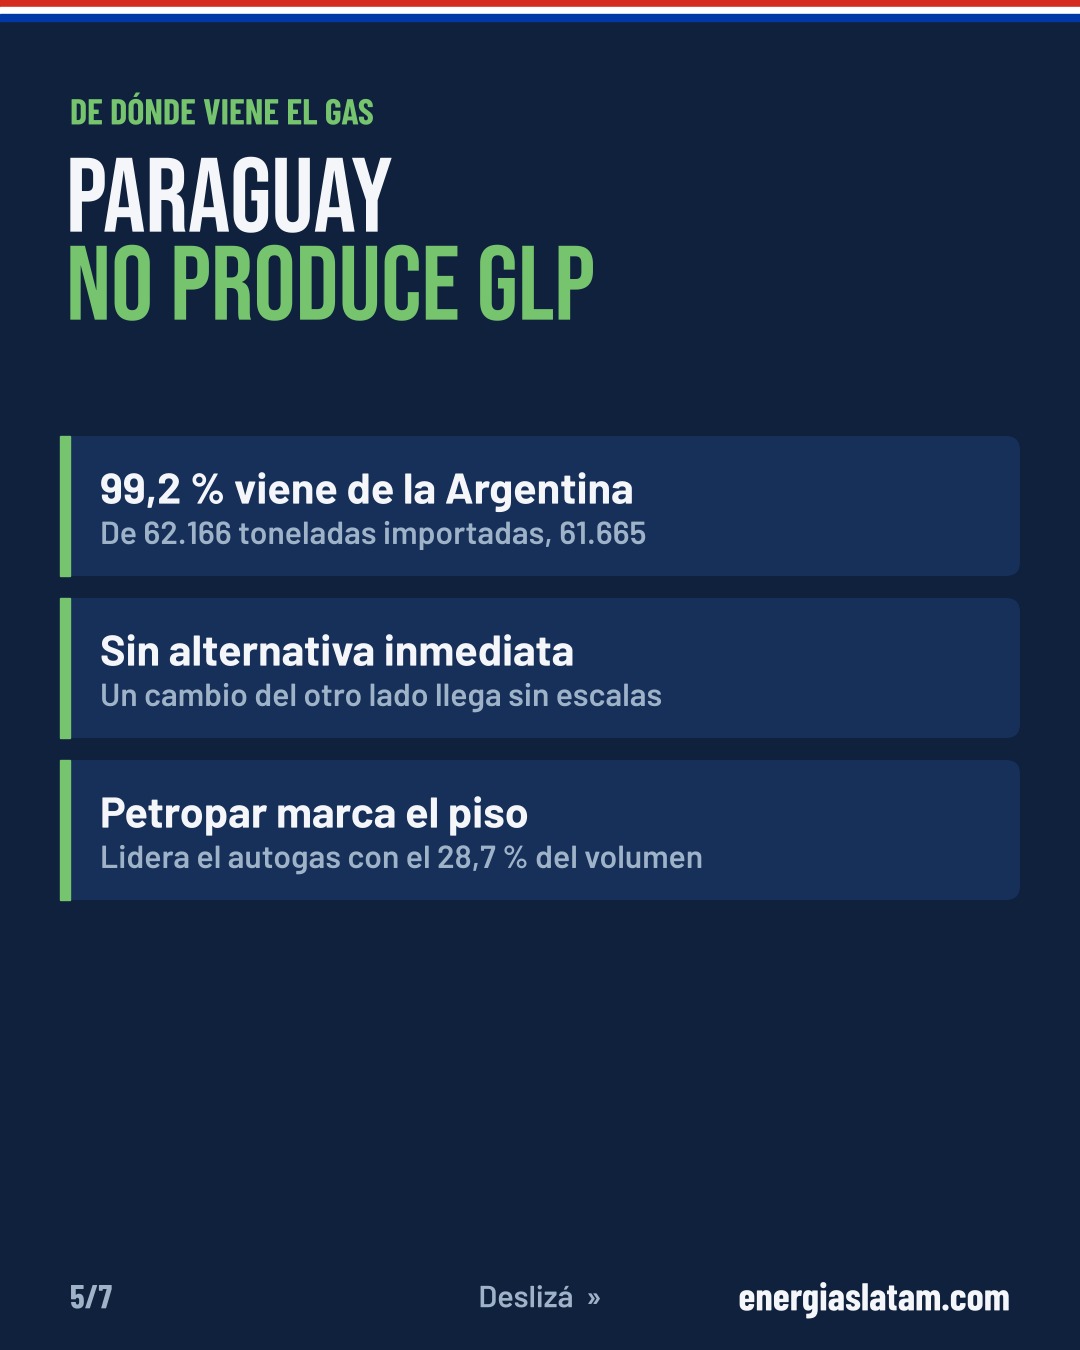 DE DÓNDE VIENE EL GAS
PARAGUAY
NO PRODUCE GLP
99,2 % viene de la Argentina
De 62.166 toneladas importadas, 61.665
Sin alternativa inmediata
Un cambio del otro lado llega sin escalas
Petropar marca el piso
Lidera el autogas con el 28,7 % del volumen
5/7
Deslizá »
energiaslatam.com